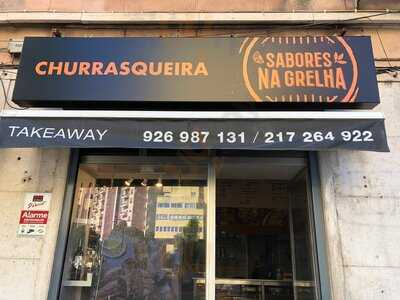 CHURRASQUEIRA
SABORES
NA GRELHA
TAKEAWAY 926 987 131 / 217 264 922
Alarme